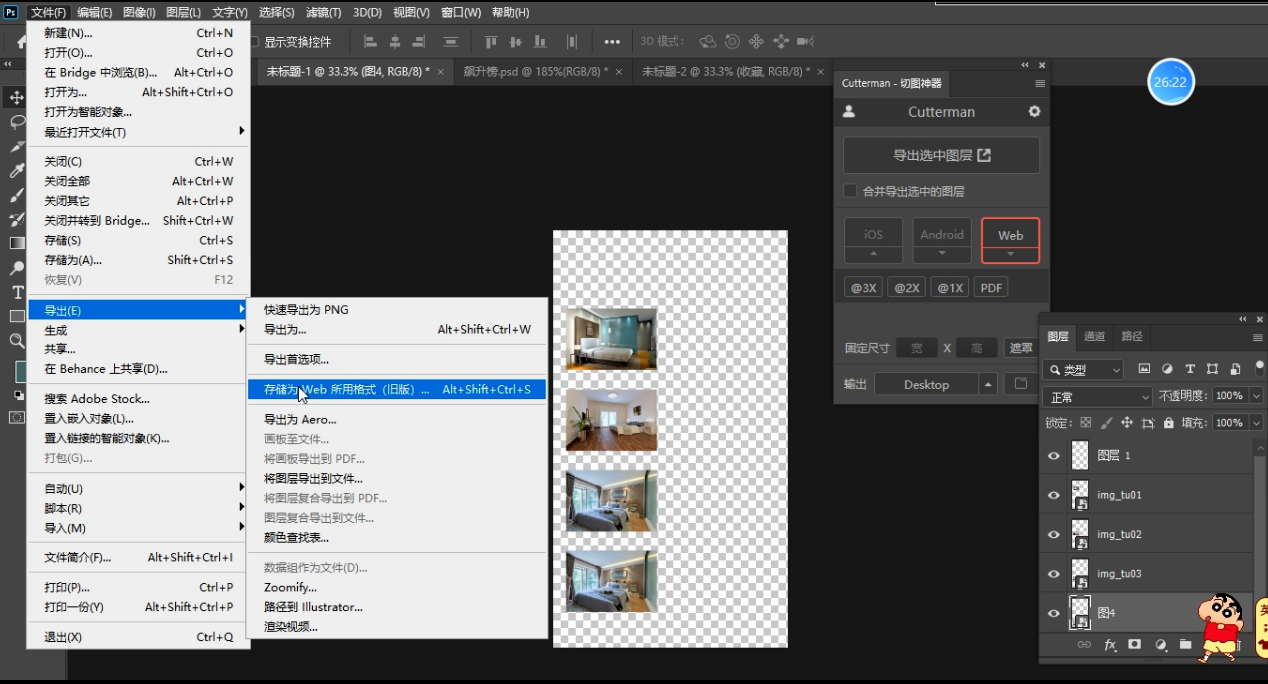 Ps 文件(F) 编辑(E) 图像(I) 图层(L) 文字(Y) 选择(S) 滤镜(T) 3D(D) 视图(V) 窗口(W) 帮助(H)
显示变换控件 ••• 3D 模式:
未标题-1 @ 33.3% (图4, RGB/8) * × 飙升榜.psd @ 185%(RGB/8) * × 未标题-2 @ 33.3% (收藏, RGB/8) * ×
新建(N)... Ctrl+N
打开(O)... Ctrl+O
在 Bridge 中浏览(B)... Alt+Ctrl+O
打开为... Alt+Shift+Ctrl+O
打开为智能对象...
最近打开文件(T)
关闭(C) Ctrl+W
关闭全部 Alt+Ctrl+W
关闭其它 Alt+Ctrl+P
关闭并转到 Bridge... Shift+Ctrl+W
存储(S) Ctrl+S
存储为(A)... Shift+Ctrl+S
恢复(V) F12
导出(E)
生成
共享...
在 Behance 上共享(D)...
搜索 Adobe Stock...
置入嵌入对象(L)...
置入链接的智能对象(K)...
打包(G)...
自动(U)
脚本(R)
导入(M)
文件简介(F)... Alt+Shift+Ctrl+I
打印(P)... Ctrl+P
打印一份(Y) Alt+Shift+Ctrl+P
退出(X) Ctrl+Q
快速导出为 PNG
导出为... Alt+Shift+Ctrl+W
导出首选项...
存储为 Web 所用格式（旧版）... Alt+Shift+Ctrl+S
导出为 Aero...
画板至文件...
将画板导出到 PDF...
将图层导出到文件...
将图层复合导出到 PDF...
图层复合导出到文件...
颜色查找表...
数据组作为文件(D)...
Zoomify...
路径到 Illustrator...
渲染视频...
Cutterman - 切图神器
Cutterman
导出选中图层
合并导出选中的图层
iOS Android Web
@3X @2X @1X PDF
固定尺寸 宽 X 高 遮罩
输出 Desktop
26:22
图层 通道 路径
类型
正常 不透明度: 100%
锁定: 填充: 100%
图层 1
img_tu01
img_tu02
img_tu03
图4
fx
英